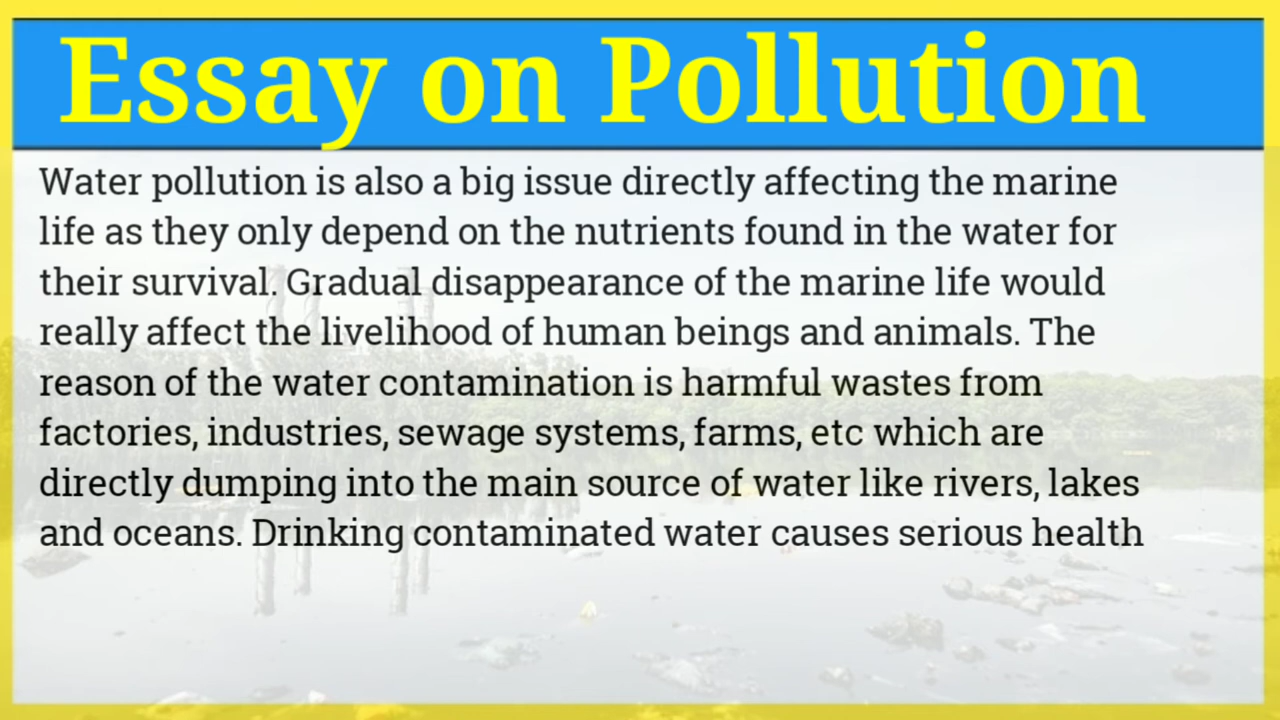 Essay on Pollution
Water pollution is also a big issue directly affecting the marine
life as they only depend on the nutrients found in the water for
their survival. Gradual disappearance of the marine life would
really affect the livelihood of human beings and animals. The
reason of the water contamination is harmful wastes from
factories, industries, sewage systems, farms, etc which are
directly dumping into the main source of water like rivers, lakes
and oceans. Drinking contaminated water causes serious health